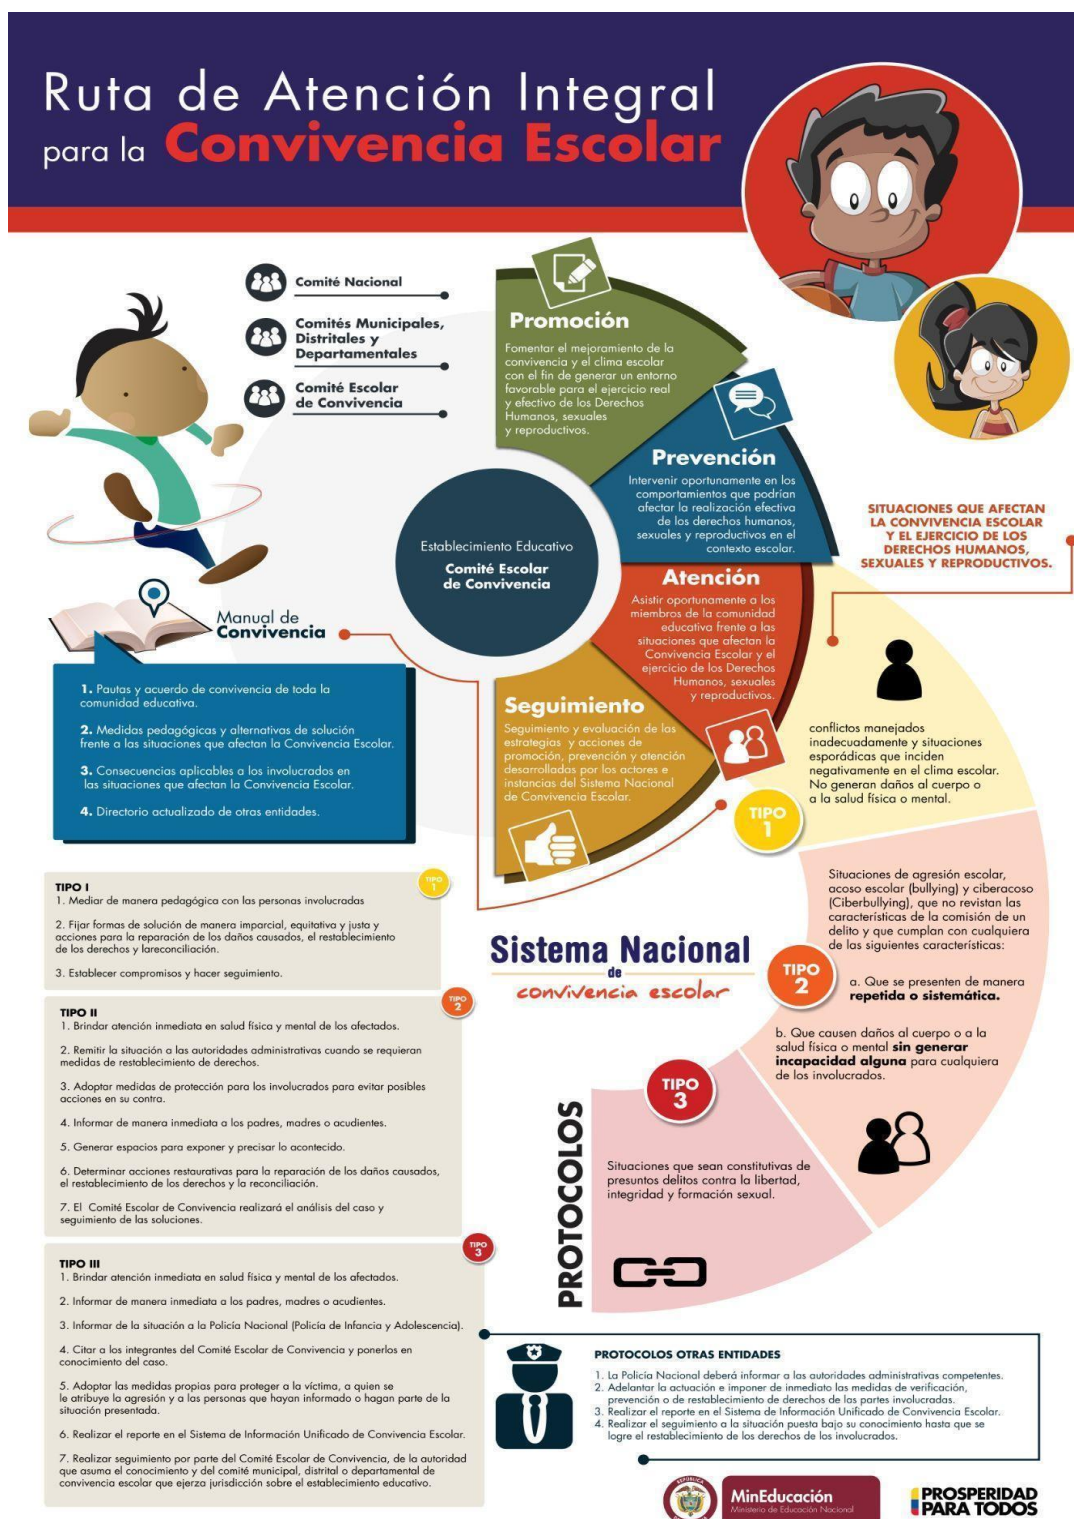 Ruta de Atención Integral
para la Convivencia Escolar
Comité Nacional
Comités Municipales,
Distritales y
Departamentales
Comité Escolar
de Convivencia
Promoción
Fomentar el mejoramiento de la
convivencia y el clima escolar
con el fin de generar un entorno
favorable para el ejercicio real
y efectivo de los Derechos
Humanos, sexuales
y reproductivos.
Prevención
Intervenir oportunamente en los
comportamientos que podrían
afectar la realización efectiva
de los derechos humanos,
sexuales y reproductivos en el
contexto escolar.
Establecimiento Educativo
Comité Escolar
de Convivencia
Atención
Asistir oportunamente a los
miembros de la comunidad
educativa frente a las
situaciones que afectan la
Convivencia Escolar y el
ejercicio de los Derechos
Humanos, sexuales
y reproductivos.
Seguimiento
Seguimiento y evaluación de las
estrategias y acciones de
promoción, prevención y atención
desarrolladas por los actores e
instancias del Sistema Nacional
de Convivencia Escolar.
SITUACIONES QUE AFECTAN
LA CONVIVENCIA ESCOLAR
Y EL EJERCICIO DE LOS
DERECHOS HUMANOS,
SEXUALES Y REPRODUCTIVOS.
Manual de
Convivencia
1. Pautas y acuerdo de convivencia de toda la
comunidad educativa.
2. Medidas pedagógicas y alternativas de solución
frente a las situaciones que afectan la Convivencia Escolar.
3. Consecuencias aplicables a los involucrados en
las situaciones que afectan la Convivencia Escolar.
4. Directorio actualizado de otras entidades.
conflictos manejados
inadecuadamente y situaciones
esporádicas que inciden
negativamente en el clima escolar.
No generan daños al cuerpo o
a la salud física o mental.
TIPO
1
Situaciones de agresión escolar,
acoso escolar (bullying) y ciberacoso
(Ciberbullying), que no revistan las
características de la comisión de un
delito y que cumplan con cualquiera
de las siguientes características:
TIPO
2
a. Que se presenten de manera
repetida o sistemática.
b. Que causen daños al cuerpo o a la
salud física o mental sin generar
incapacidad alguna para cualquiera
de los involucrados.
Sistema Nacional
de
convivencia escolar
TIPO
3
PROTOCOLOS
Situaciones que sean constitutivas de
presuntos delitos contra la libertad,
integridad y formación sexual.
TIPO
1
TIPO I
1. Mediar de manera pedagógica con las personas involucradas
2. Fijar formas de solución de manera imparcial, equitativa y justa y
acciones para la reparación de los daños causados, el restablecimiento
de los derechos y lareconciliación.
3. Establecer compromisos y hacer seguimiento.
TIPO
2
TIPO II
1. Brindar atención inmediata en salud física y mental de los afectados.
2. Remitir la situación a las autoridades administrativas cuando se requieran
medidas de restablecimiento de derechos.
3. Adoptar medidas de protección para los involucrados para evitar posibles
acciones en su contra.
4. Informar de manera inmediata a los padres, madres o acudientes.
5. Generar espacios para exponer y precisar lo acontecido.
6. Determinar acciones restaurativas para la reparación de los daños causados,
el restablecimiento de los derechos y la reconciliación.
7. El Comité Escolar de Convivencia realizará el análisis del caso y
seguimiento de las soluciones.
TIPO
3
TIPO III
1. Brindar atención inmediata en salud física y mental de los afectados.
2. Informar de manera inmediata a los padres, madres o acudientes.
3. Informar de la situación a la Policía Nacional (Policía de Infancia y Adolescencia).
4. Citar a los integrantes del Comité Escolar de Convivencia y ponerlos en
conocimiento del caso.
5. Adoptar las medidas propias para proteger a la víctima, a quien se
le atribuye la agresión y a las personas que hayan informado o hagan parte de la
situación presentada.
6. Realizar el reporte en el Sistema de Información Unificado de Convivencia Escolar.
7. Realizar seguimiento por parte del Comité Escolar de Convivencia, de la autoridad
que asuma el conocimiento y del comité municipal, distrital o departamental de
convivencia escolar que ejerza jurisdicción sobre el establecimiento educativo.
PROTOCOLOS OTRAS ENTIDADES
1. La Policía Nacional deberá informar a las autoridades administrativas competentes.
2. Adelantar la actuación e imponer de inmediato las medidas de verificación,
prevención o de restablecimiento de derechos de las partes involucradas.
3. Realizar el reporte en el Sistema de Información Unificado de Convivencia Escolar.
4. Realizar el seguimiento a la situación puesta bajo su conocimiento hasta que se
logre el restablecimiento de los derechos de los involucrados.
REPÚBLICA
MinEducación
Ministerio de Educación Nacional
PROSPERIDAD
PARA TODOS